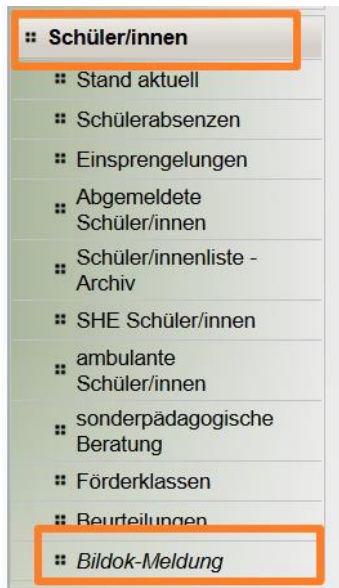 Schüler/innen
Stand aktuell
Schülerabsenzen
Einsprengelungen
Abgemeldete
Schüler/innen
Schüler/innenliste -
Archiv
SHE Schüler/innen
ambulante
Schüler/innen
sonderpädagogische
Beratung
Förderklassen
Beurteilungen
Bildok-Meldung